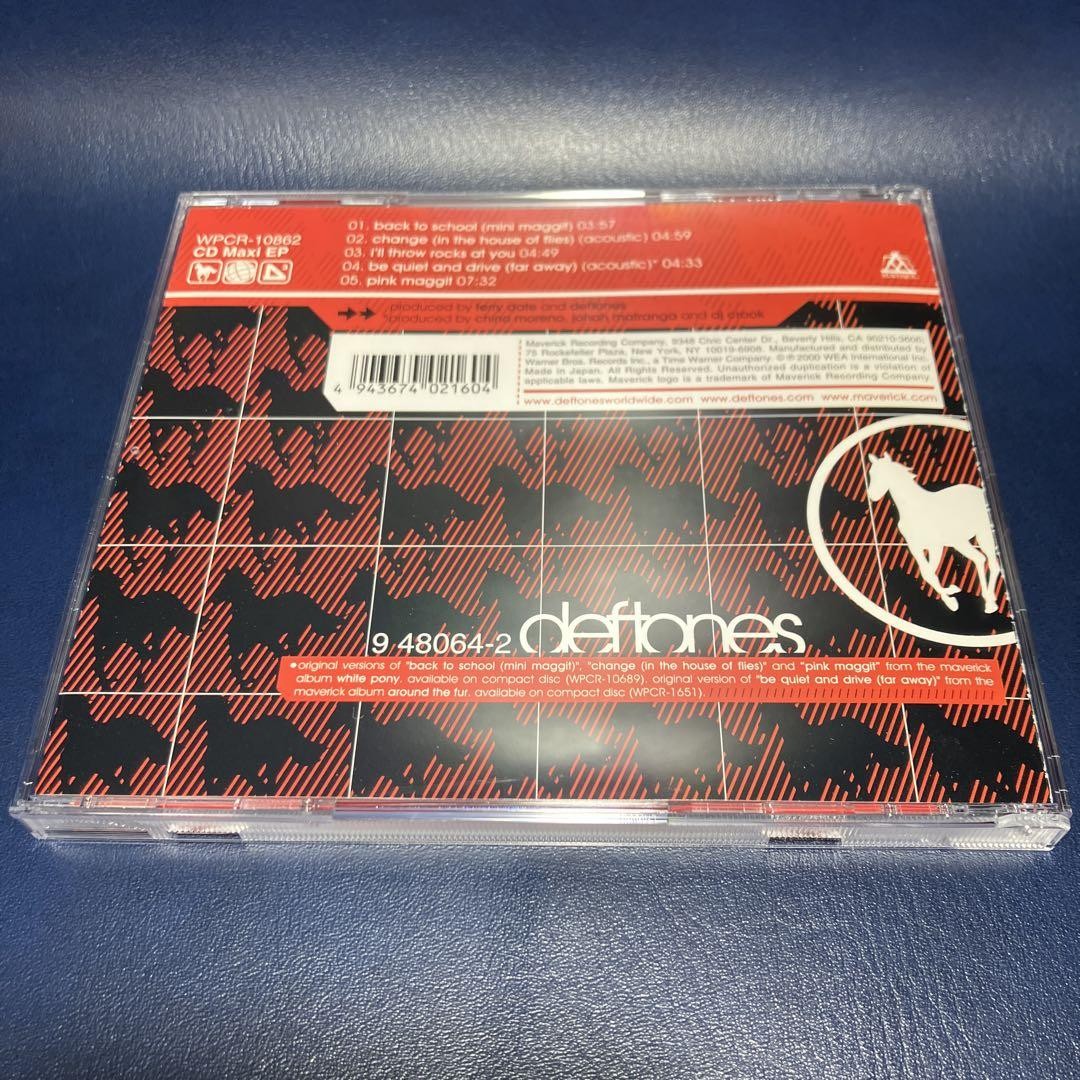 WPCR-10862
CD Maxi EP
01. back to school (mini maggit) 03:57
02. change (in the house of flies) (acoustic) 04:59
03. i'll throw rocks at you 04:49
04. be quiet and drive (far away) (acoustic)* 04:33
05. pink maggit 07:32
produced by terry date and deftones
*produced by chino moreno, jonah matranga and dj crook
4 943674 021604
Maverick Recording Company, 9348 Civic Center Dr., Beverly Hills, CA 90210-3606;
75 Rockefeller Plaza, New York, NY 10019-6908. Manufactured and distributed by
Warner Bros. Records Inc., a Time Warner Company. © ℗ 2000 WEA International Inc.
Made in Japan. All Rights Reserved. Unauthorized duplication is a violation of
applicable laws. Maverick logo is a trademark of Maverick Recording Company.
www.deftonesworldwide.com www.deftones.com www.maverick.com
9 48064-2 deftones
•original versions of "back to school (mini maggit)", "change (in the house of flies)" and "pink maggit" from the maverick
album white pony. available on compact disc (WPCR-10689). original version of "be quiet and drive (far away)" from the
maverick album around the fur. available on compact disc (WPCR-1651).